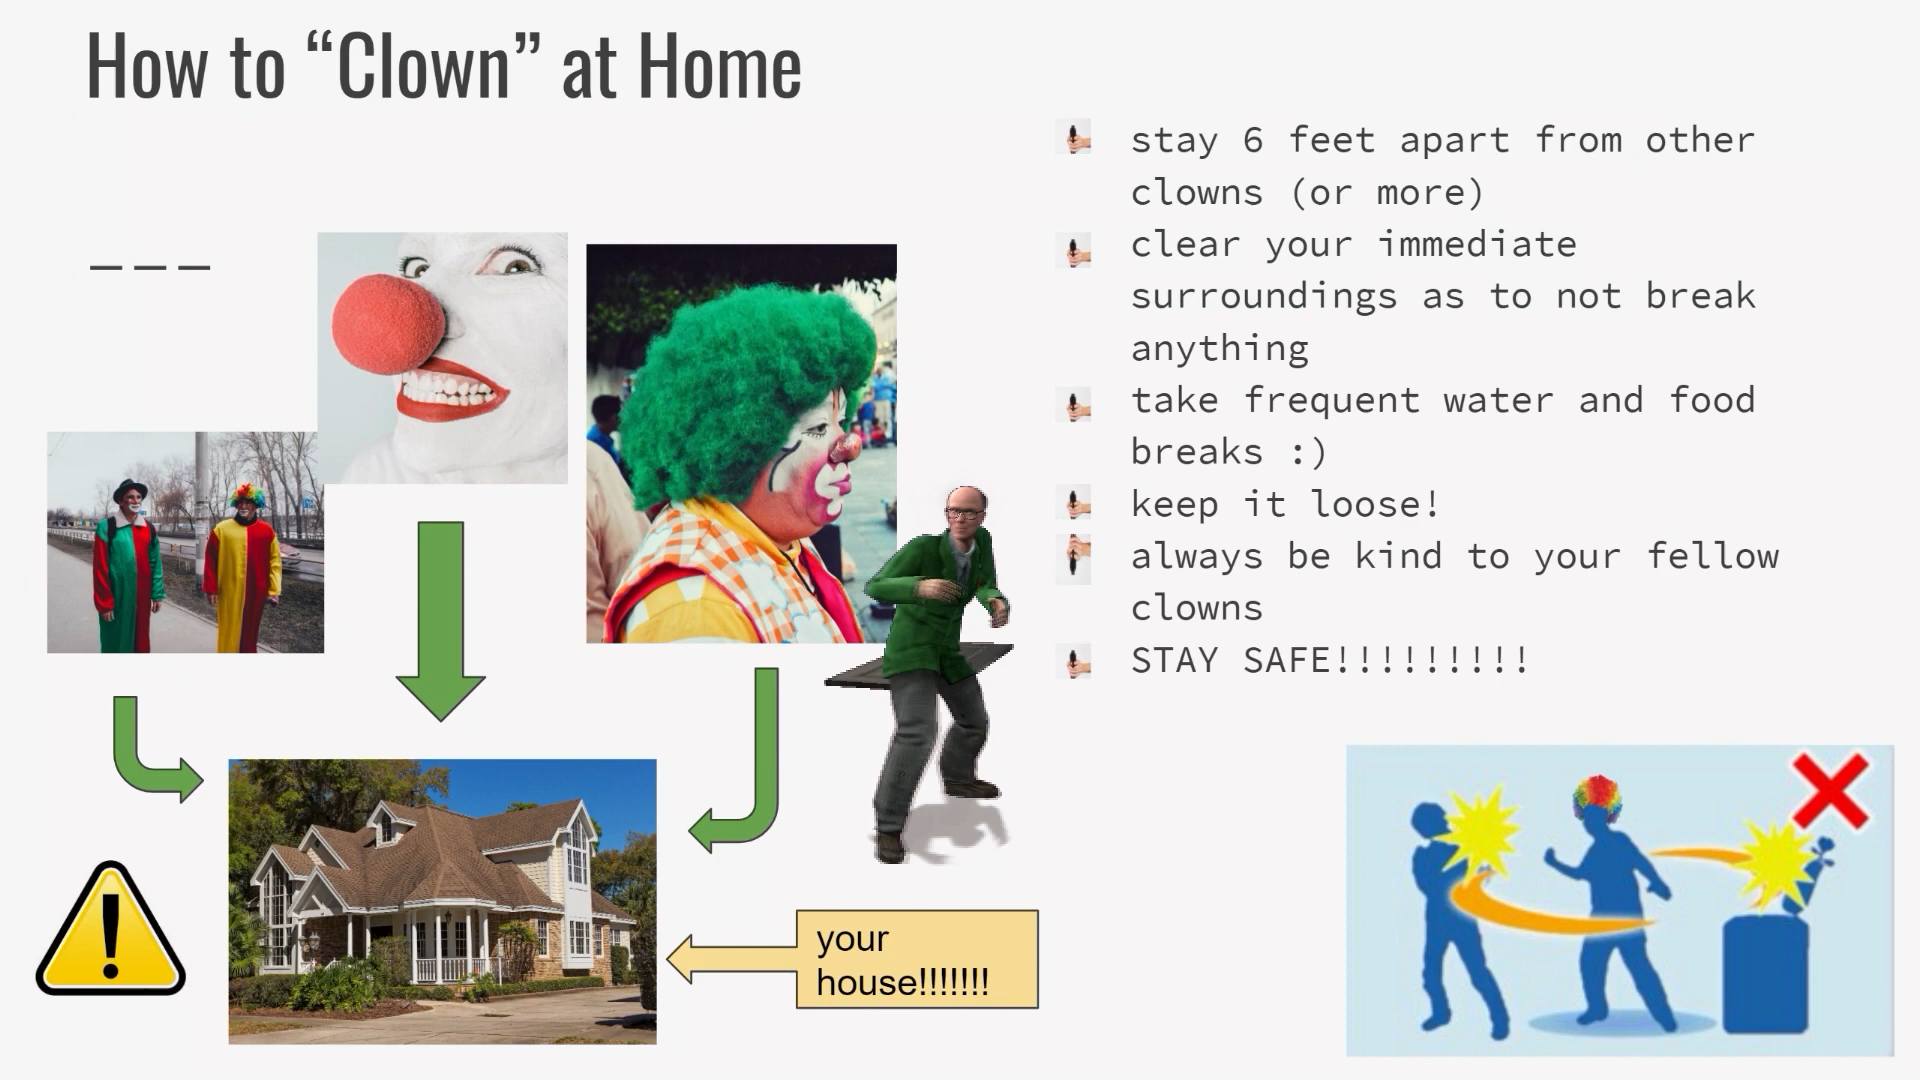 How to “Clown” at Home
stay 6 feet apart from other
clowns (or more)
clear your immediate
surroundings as to not break
anything
take frequent water and food
breaks :)
keep it loose!
always be kind to your fellow
clowns
STAY SAFE!!!!!!!!!
your
house!!!!!!!